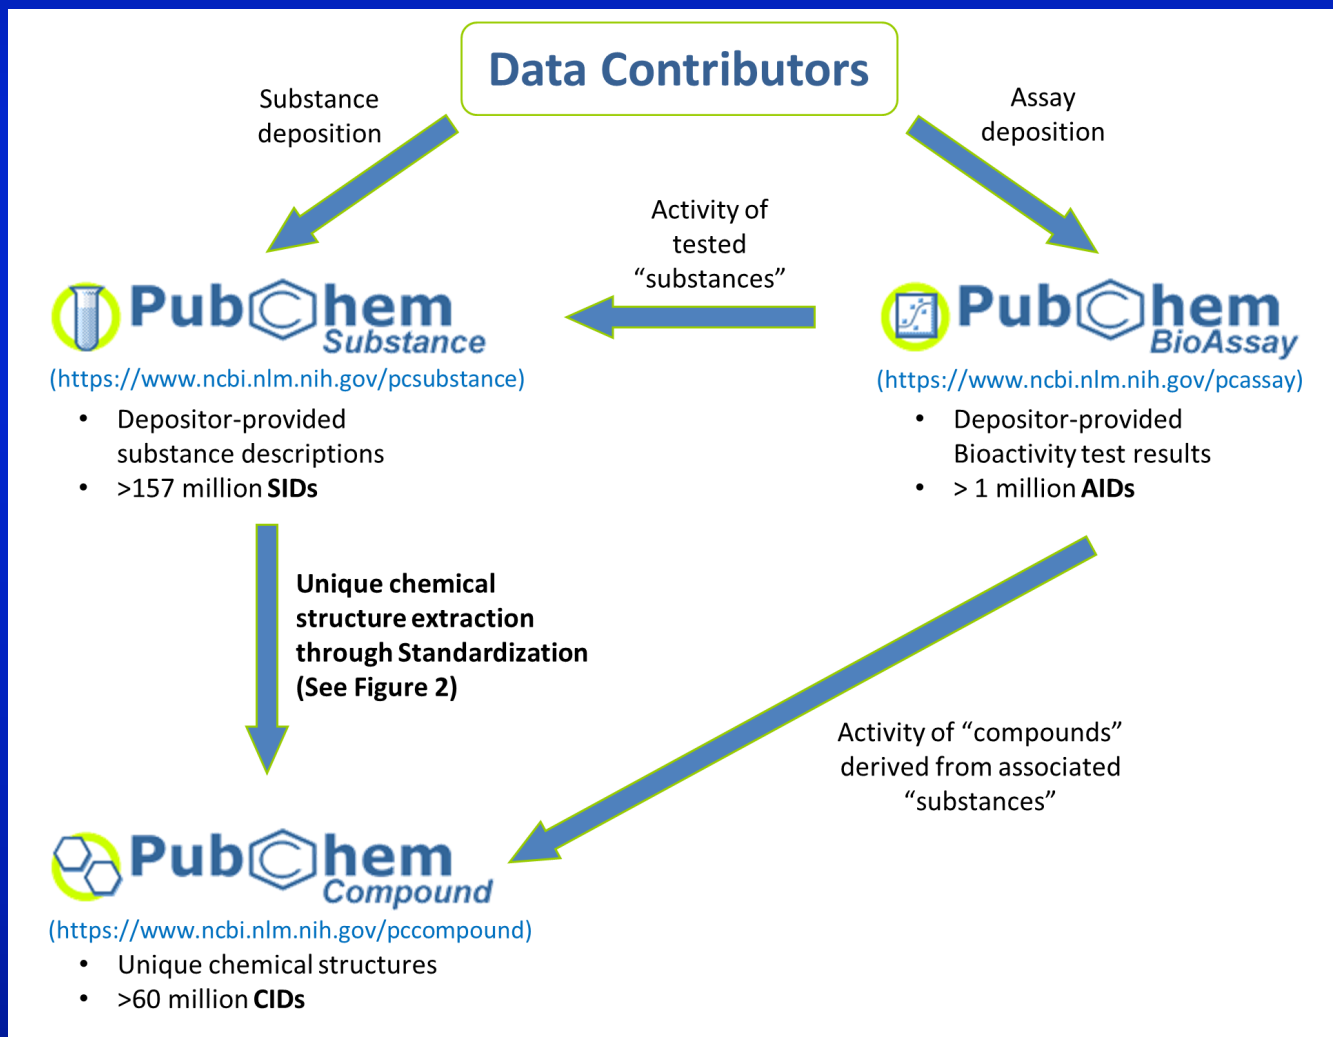 Data Contributors
Substance
deposition
Assay
deposition
Activity of
tested
“substances”
PubChem
Substance
(https://www.ncbi.nlm.nih.gov/pcsubstance)
• Depositor-provided
substance descriptions
• >157 million SIDs
PubChem
BioAssay
(https://www.ncbi.nlm.nih.gov/pcassay)
• Depositor-provided
Bioactivity test results
• > 1 million AIDs
Unique chemical
structure extraction
through Standardization
(See Figure 2)
Activity of “compounds”
derived from associated
“substances”
PubChem
Compound
(https://www.ncbi.nlm.nih.gov/pccompound)
• Unique chemical structures
• >60 million CIDs